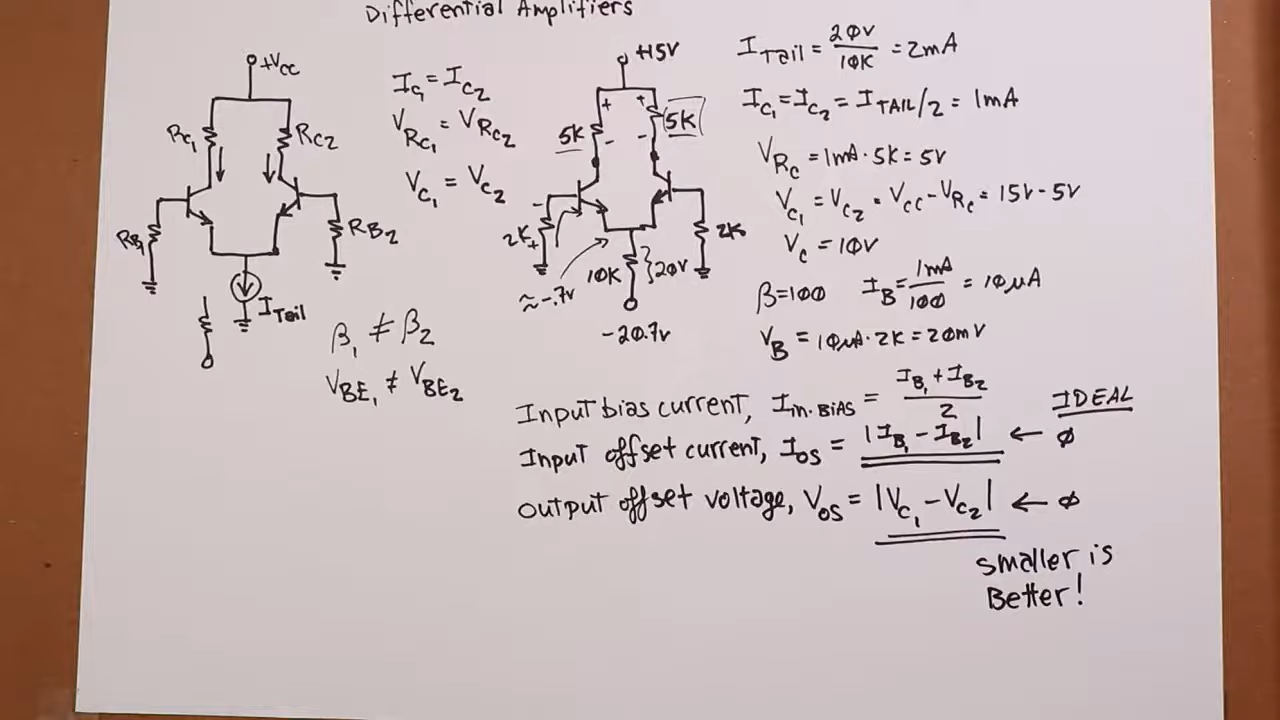 Differential Amplifiers
+Vcc
RC1
RC2
RB1
RB2
ITail
IC1 = IC2
VRC1 = VRC2
VC1 = VC2
β1 ≠ β2
VBE1 ≠ VBE2
+15V
+ +
5K 5K
- -
-
2K
+
2K
10K } 20V
≈ -.7V
-20.7V
ITail = 20V/10K = 2mA
IC1 = IC2 = ITAIL/2 = 1mA
VRC = 1mA · 5K = 5V
VC1 = VC2 = VCC - VRC = 15V - 5V
VC = 10V
β=100 IB = 1mA/100 = 10μA
VB = 10μA · 2K = 20mV
Input bias current, Iin.BIAS = IB1 + IB2 / 2
IDEAL
Input offset current, IOS = |IB1 - IB2| ← Ø
Output offset voltage, VOS = |VC1 - VC2| ← Ø
Smaller is
Better!